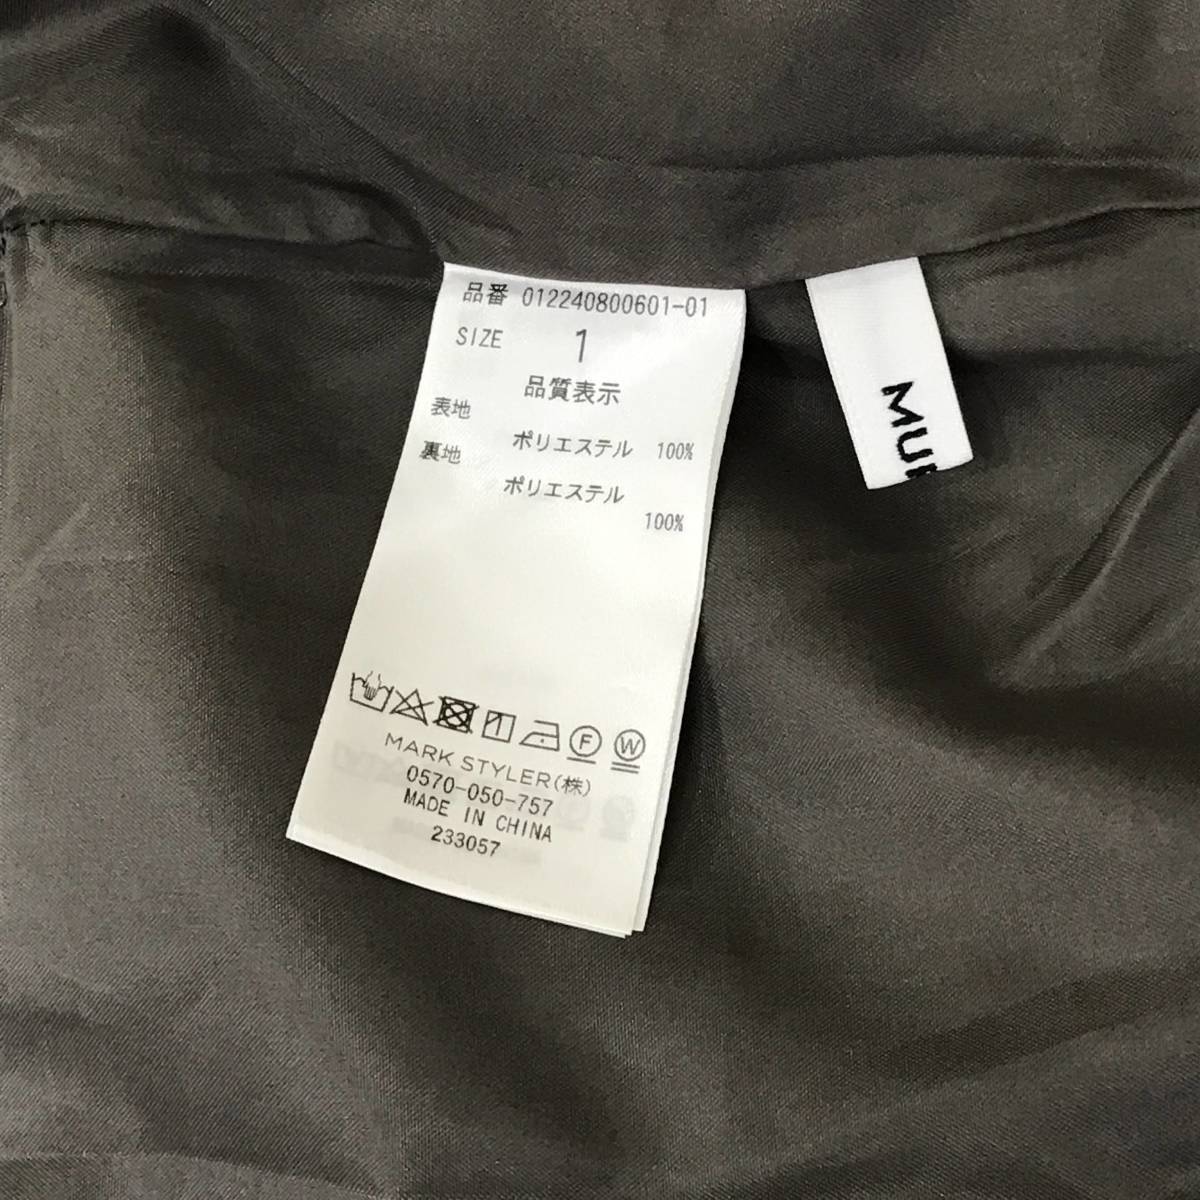 品番 012240800601-01
SIZE 1
品質表示
表地
ポリエステル 100%
裏地
ポリエステル
100%
F W
MARK STYLER(株)
0570-050-757
MADE IN CHINA
233057